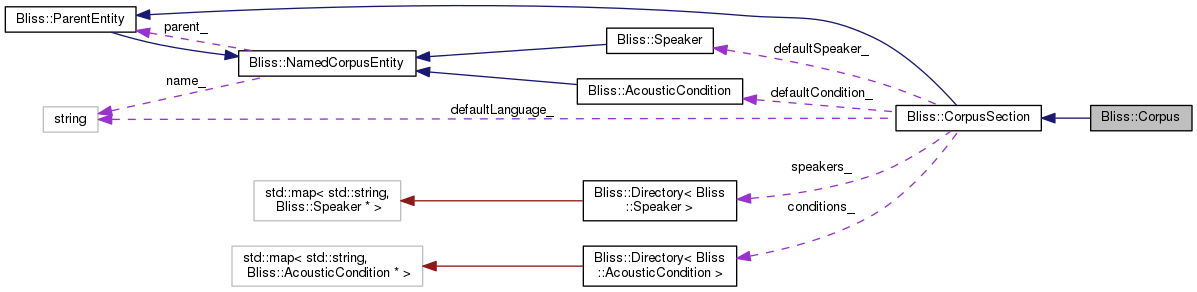 Bliss::ParentEntity
parent_
Bliss::Speaker
defaultSpeaker_
Bliss::NamedCorpusEntity
name_
Bliss::AcousticCondition
defaultCondition_
string
defaultLanguage_
Bliss::CorpusSection
Bliss::Corpus
speakers_
std::map< std::string,
Bliss::Speaker * >
Bliss::Directory< Bliss
::Speaker >
conditions_
std::map< std::string,
Bliss::AcousticCondition * >
Bliss::Directory< Bliss
::AcousticCondition >